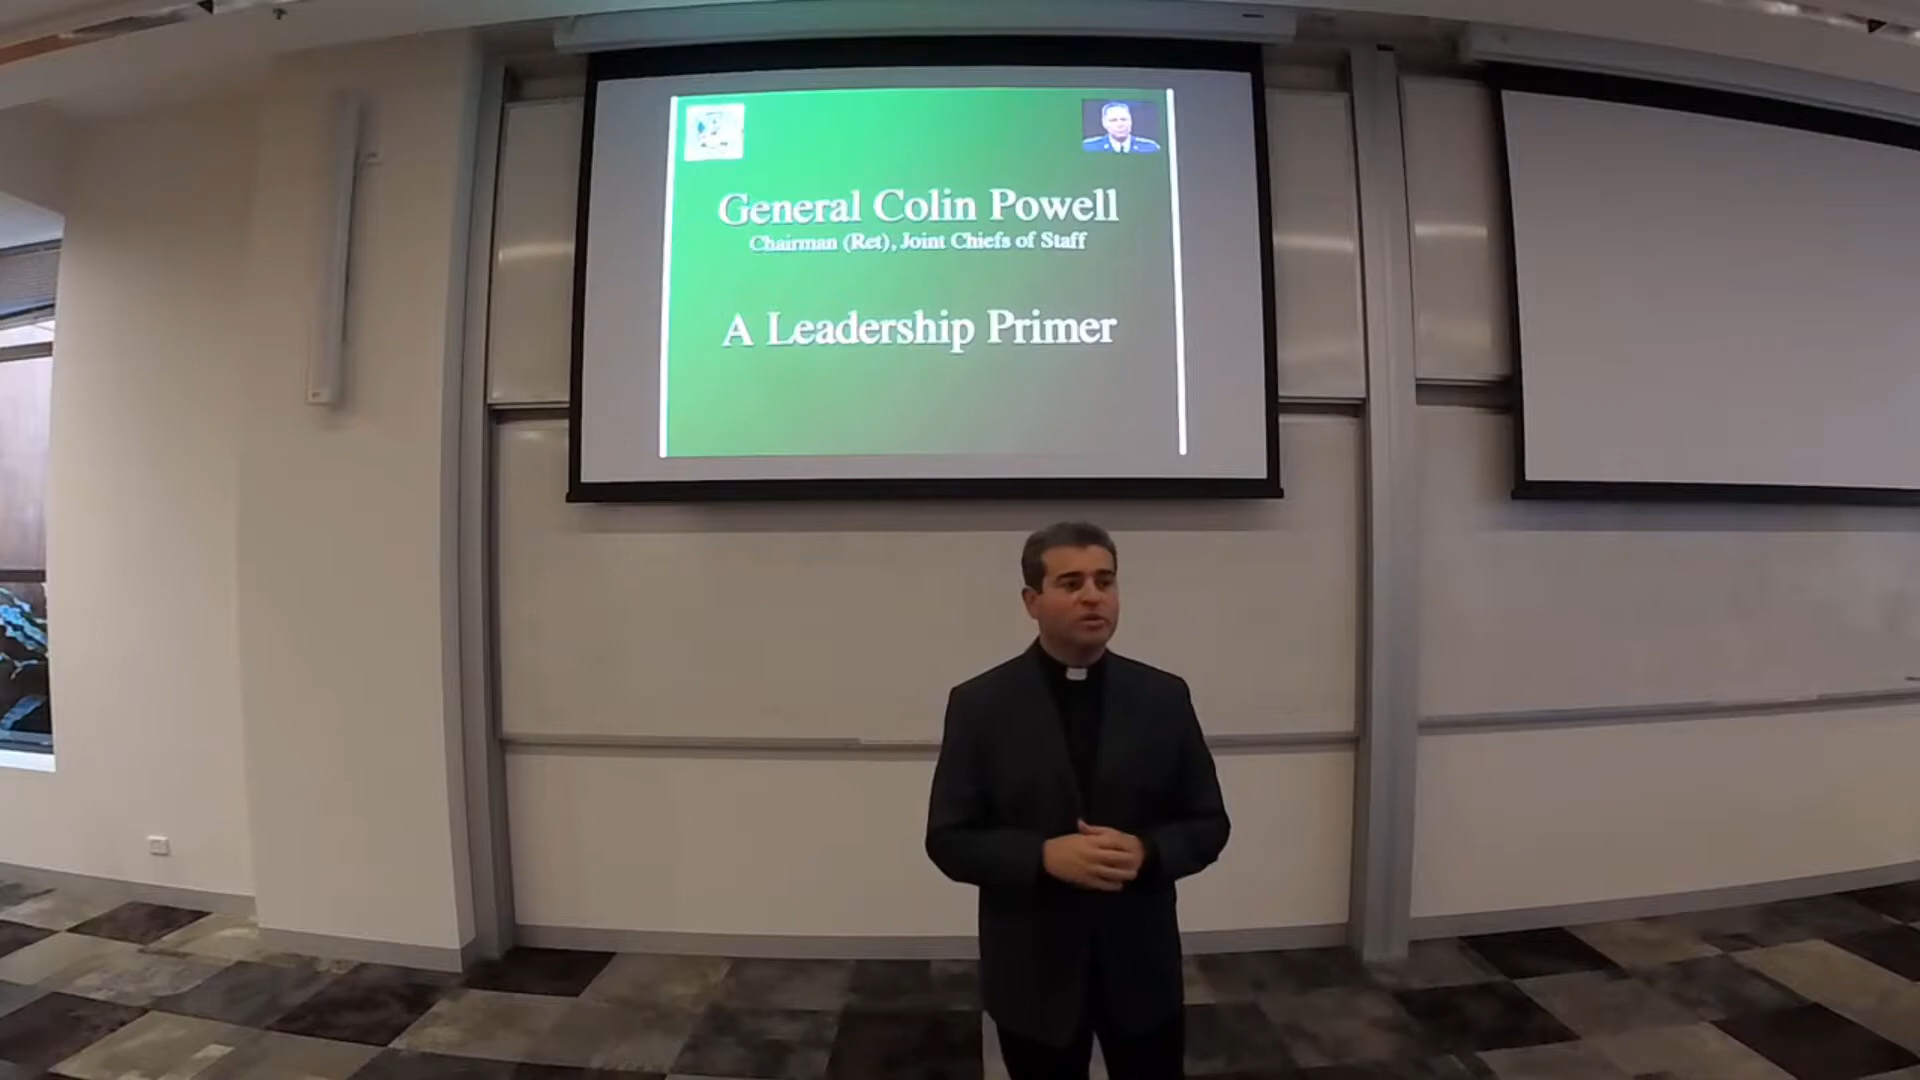 General Colin Powell
Chairman (Ret), Joint Chiefs of Staff
A Leadership Primer